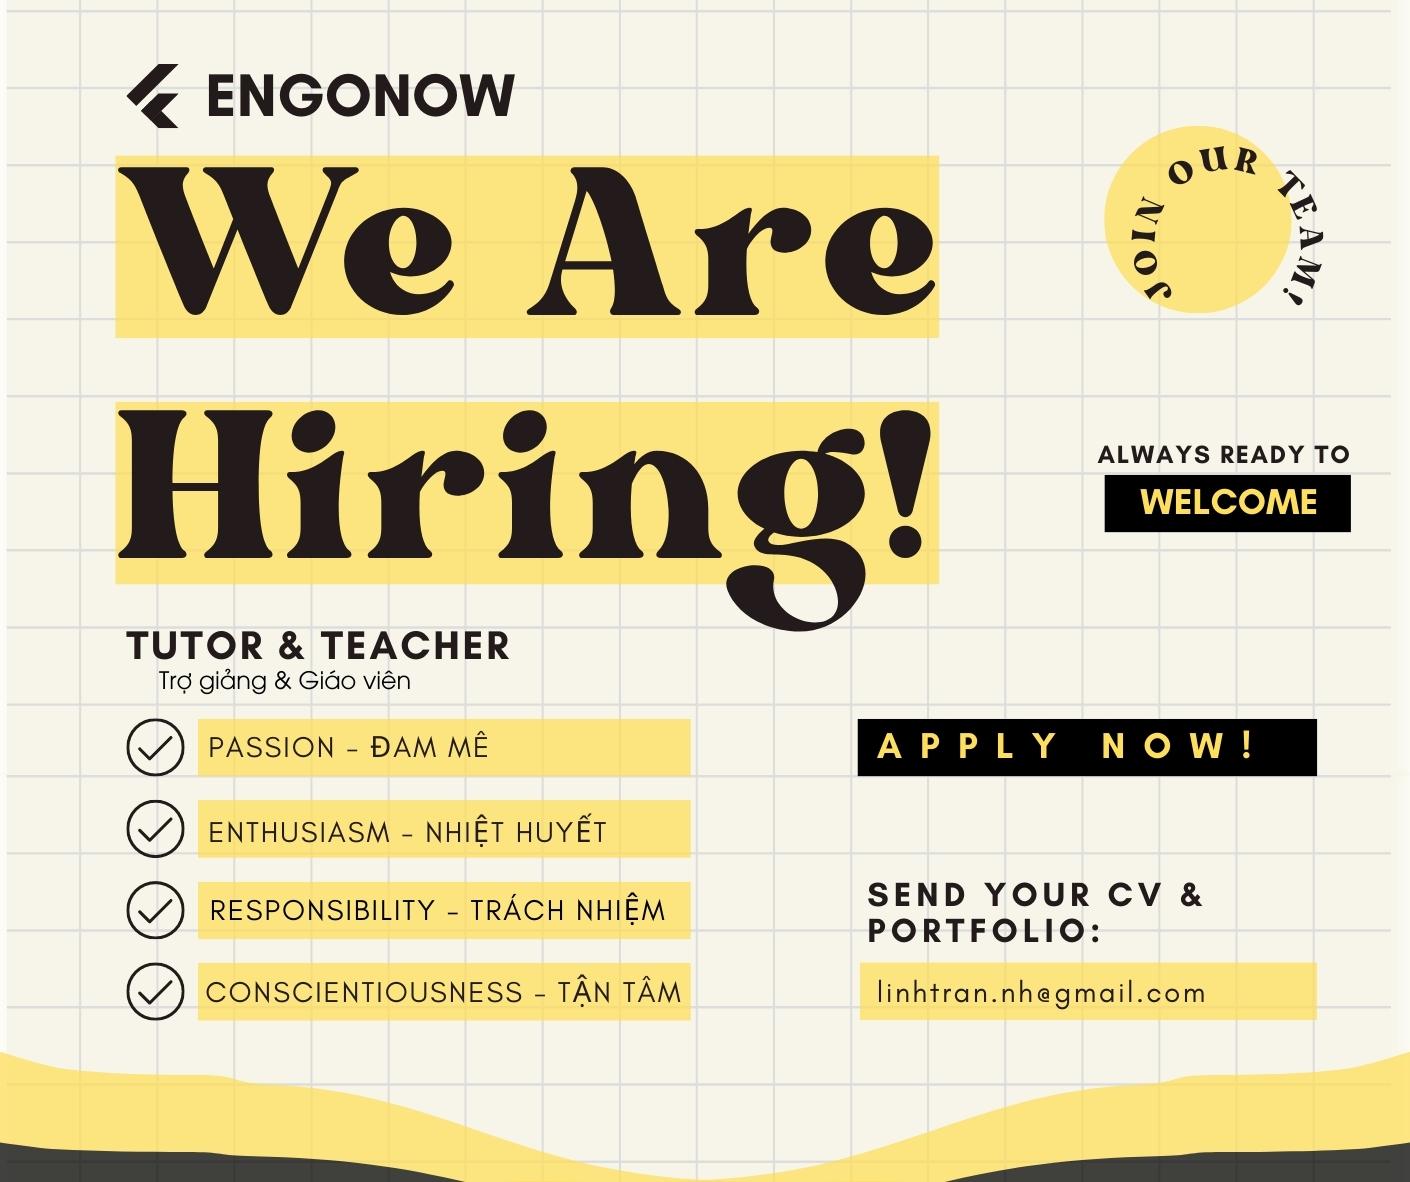 ENGONOW
We Are
Hiring!
JOIN OUR TEAM!
ALWAYS READY TO
WELCOME
TUTOR & TEACHER
Trợ giảng & Giáo viên
PASSION - ĐAM MÊ
ENTHUSIASM - NHIỆT HUYẾT
RESPONSIBILITY - TRÁCH NHIỆM
CONSCIENTIOUSNESS - TẬN TÂM
APPLY NOW!
SEND YOUR CV &
PORTFOLIO:
linhtran.nh@gmail.com